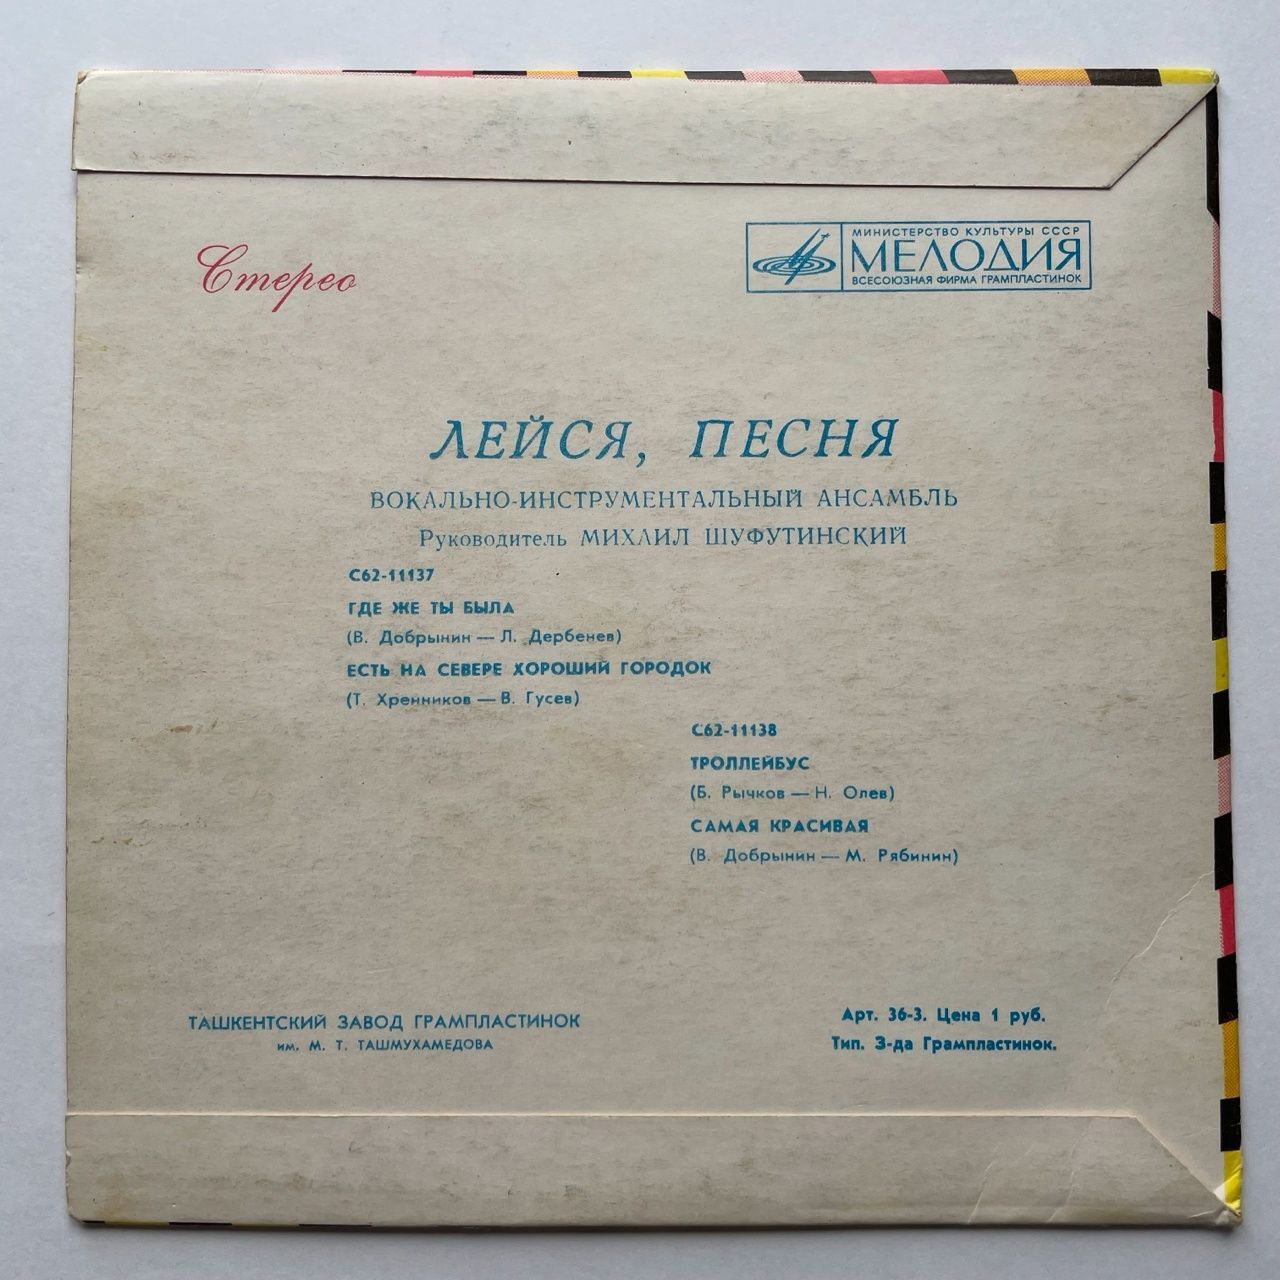 Стерео
МИНИСТЕРСТВО КУЛЬТУРЫ СССР
МЕЛОДИЯ
ВСЕСОЮЗНАЯ ФИРМА ГРАМПЛАСТИНОК
ЛЕЙСЯ, ПЕСНЯ
ВОКАЛЬНО-ИНСТРУМЕНТАЛЬНЫЙ АНСАМБЛЬ
Руководитель МИХАИЛ ШУФУТИНСКИЙ
С62-11137
ГДЕ ЖЕ ТЫ БЫЛА
(В. Добрынин — Л. Дербенев)
ЕСТЬ НА СЕВЕРЕ ХОРОШИЙ ГОРОДОК
(Т. Хренников — В. Гусев)
С62-11138
ТРОЛЛЕЙБУС
(Б. Рычков — Н. Олев)
САМАЯ КРАСИВАЯ
(В. Добрынин — М. Рябинин)
ТАШКЕНТСКИЙ ЗАВОД ГРАМПЛАСТИНОК
им. М. Т. ТАШМУХАМЕДОВА
Арт. 36-3. Цена 1 руб.
Тип. З-да Грампластинок.